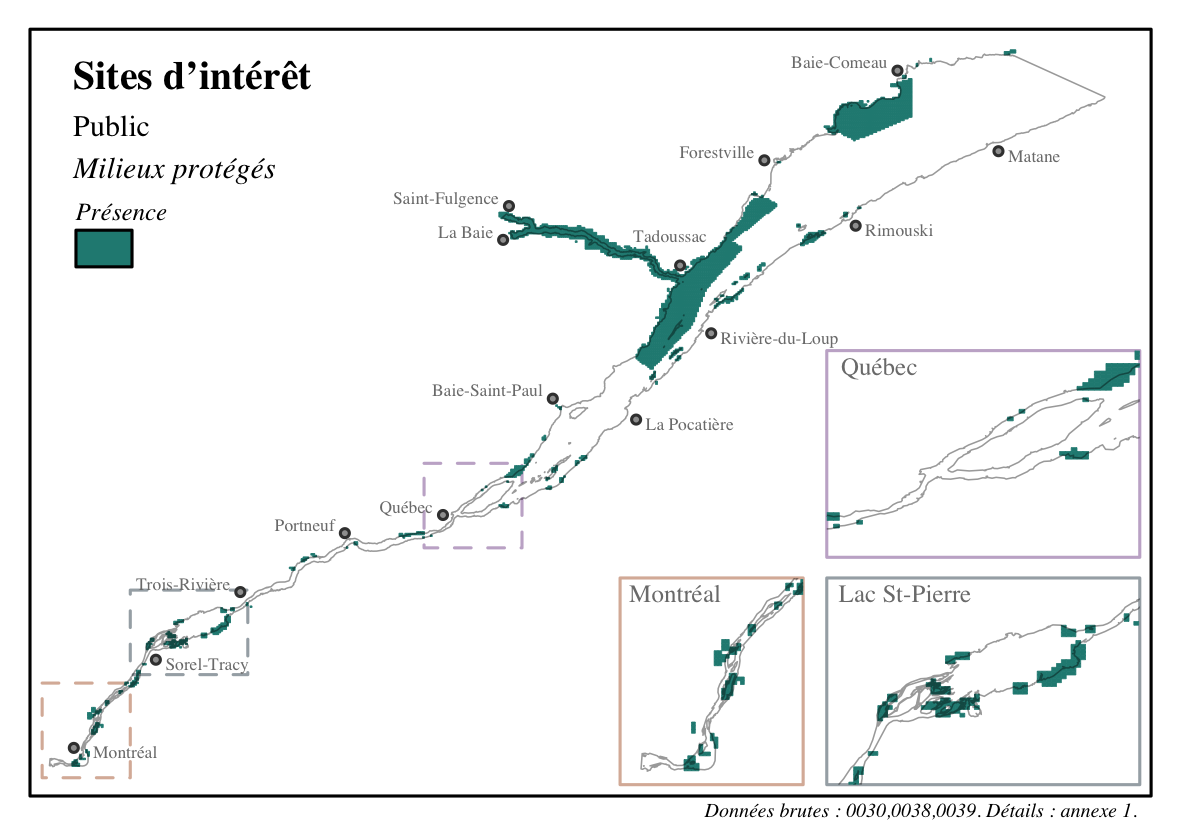 Sites d'intérêt
Public
Milieux protégés
Présence
Baie-Comeau
Forestville
Matane
Saint-Fulgence
La Baie
Tadoussac
Rimouski
Rivière-du-Loup
Baie-Saint-Paul
La Pocatière
Québec
Portneuf
Trois-Rivière
Sorel-Tracy
Montréal
Québec
Montréal
Lac St-Pierre
Données brutes : 0030,0038,0039. Détails : annexe 1.